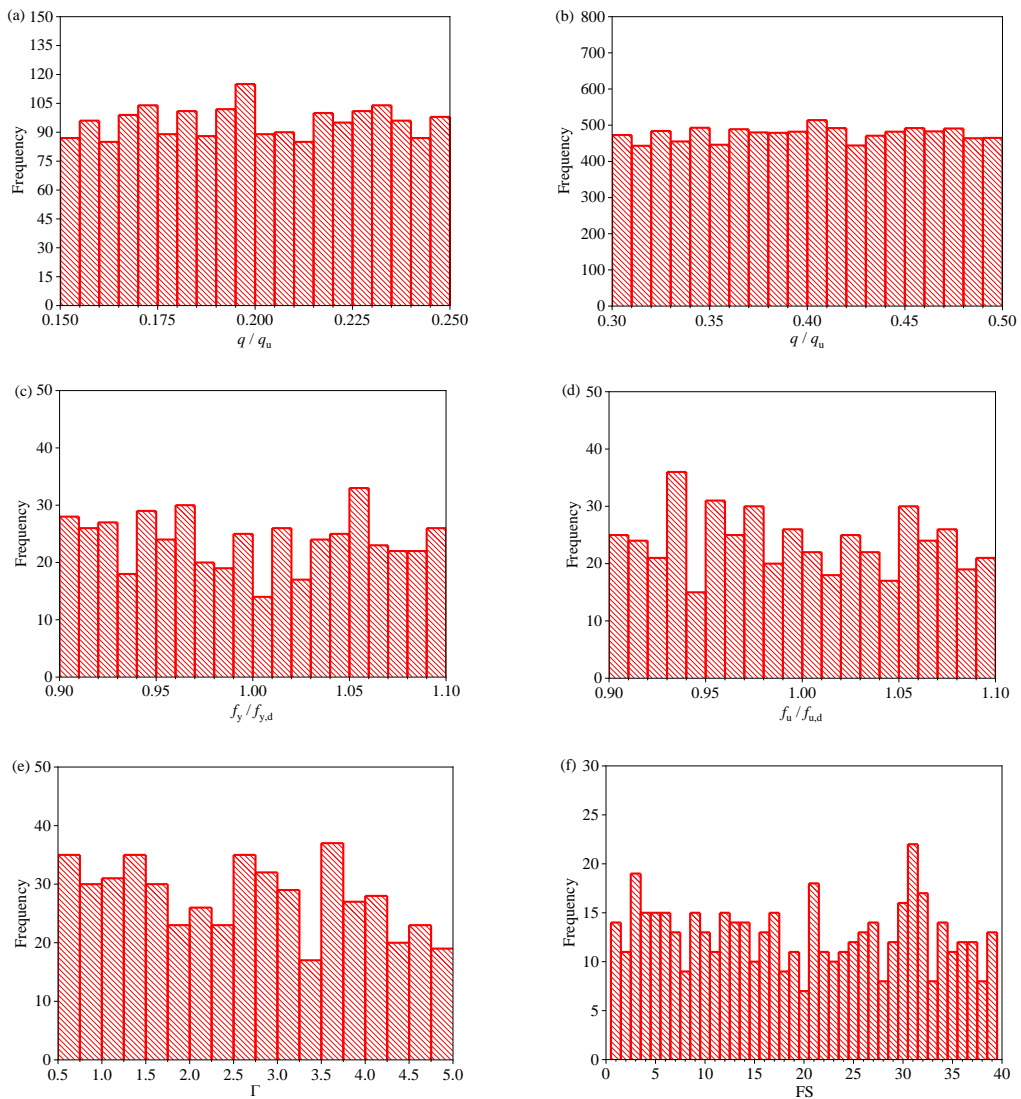 (a)
150
135
120
105
90
75
60
45
30
15
0
Frequency
0.150 0.175 0.200 0.225 0.250
q / qu
(b)
800
700
600
500
400
300
200
100
0
Frequency
0.30 0.35 0.40 0.45 0.50
q / qu
(c)
50
40
30
20
10
0
Frequency
0.90 0.95 1.00 1.05 1.10
fy / fy,d
(d)
50
40
30
20
10
0
Frequency
0.90 0.95 1.00 1.05 1.10
fu / fu,d
(e)
50
40
30
20
10
0
Frequency
0.5 1.0 1.5 2.0 2.5 3.0 3.5 4.0 4.5 5.0
Γ
(f)
30
25
20
15
10
5
0
Frequency
0 5 10 15 20 25 30 35 40
FS